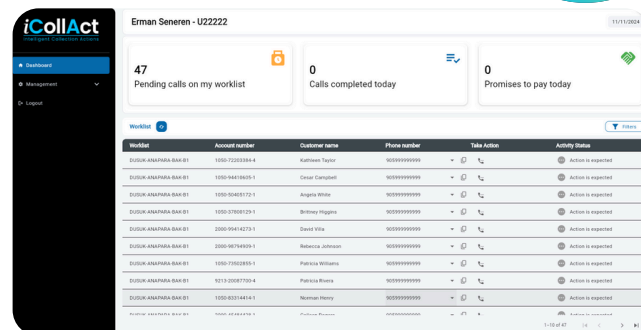 iCollAct
Intelligent Collection Actions
Dashboard
Management
Logout
Erman Seneren - U22222
11/11/2024
47
Pending calls on my worklist
0
Calls completed today
0
Promises to pay today
Worklist
Filters
Worklist Account number Customer name Phone number Take Action Activity Status
DUSUK-ANAPARA-BAK-B1 1050-72203384-4 Kathleen Taylor 905999999999 Action is expected
DUSUK-ANAPARA-BAK-B1 1050-94410605-1 Cesar Campbell 905999999999 Action is expected
DUSUK-ANAPARA-BAK-B1 1050-50405172-1 Angela White 905999999999 Action is expected
DUSUK-ANAPARA-BAK-B1 1050-37808129-1 Britney Higgins 905999999999 Action is expected
DUSUK-ANAPARA-BAK-B1 2000-99414273-1 David Villa 905999999999 Action is expected
DUSUK-ANAPARA-BAK-B1 2000-98794909-1 Rebecca Johnson 905999999999 Action is expected
DUSUK-ANAPARA-BAK-B1 1050-73502855-1 Patricia Williams 905999999999 Action is expected
DUSUK-ANAPARA-BAK-B1 9213-20087700-4 Patricia Rivera 905999999999 Action is expected
DUSUK-ANAPARA-BAK-B1 1050-83314414-1 Norman Henry 905999999999 Action is expected
1-10 of 47